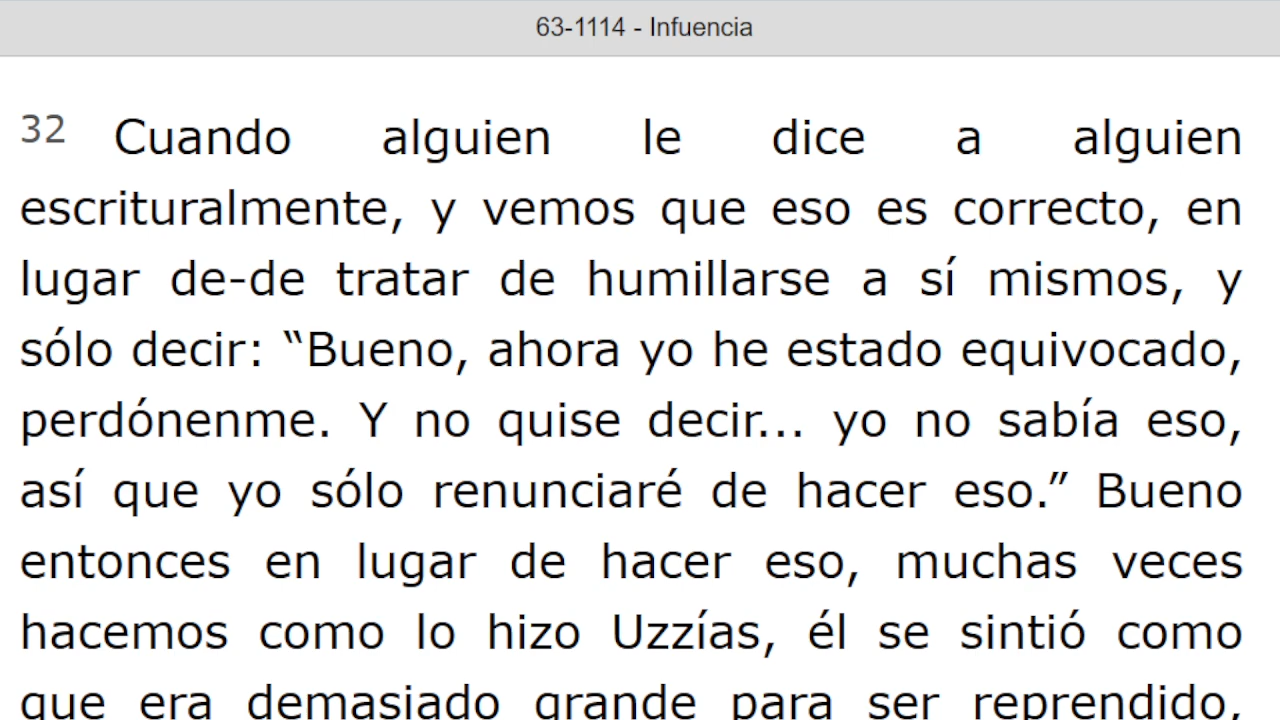 63-1114 - Infuencia
32 Cuando alguien le dice a alguien
escrituralmente, y vemos que eso es correcto, en
lugar de-de tratar de humillarse a sí mismos, y
sólo decir: “Bueno, ahora yo he estado equivocado,
perdónenme. Y no quise decir... yo no sabía eso,
así que yo sólo renunciaré de hacer eso.” Bueno
entonces en lugar de hacer eso, muchas veces
hacemos como lo hizo Uzzías, él se sintió como
que era demasiado grande para ser reprendido,